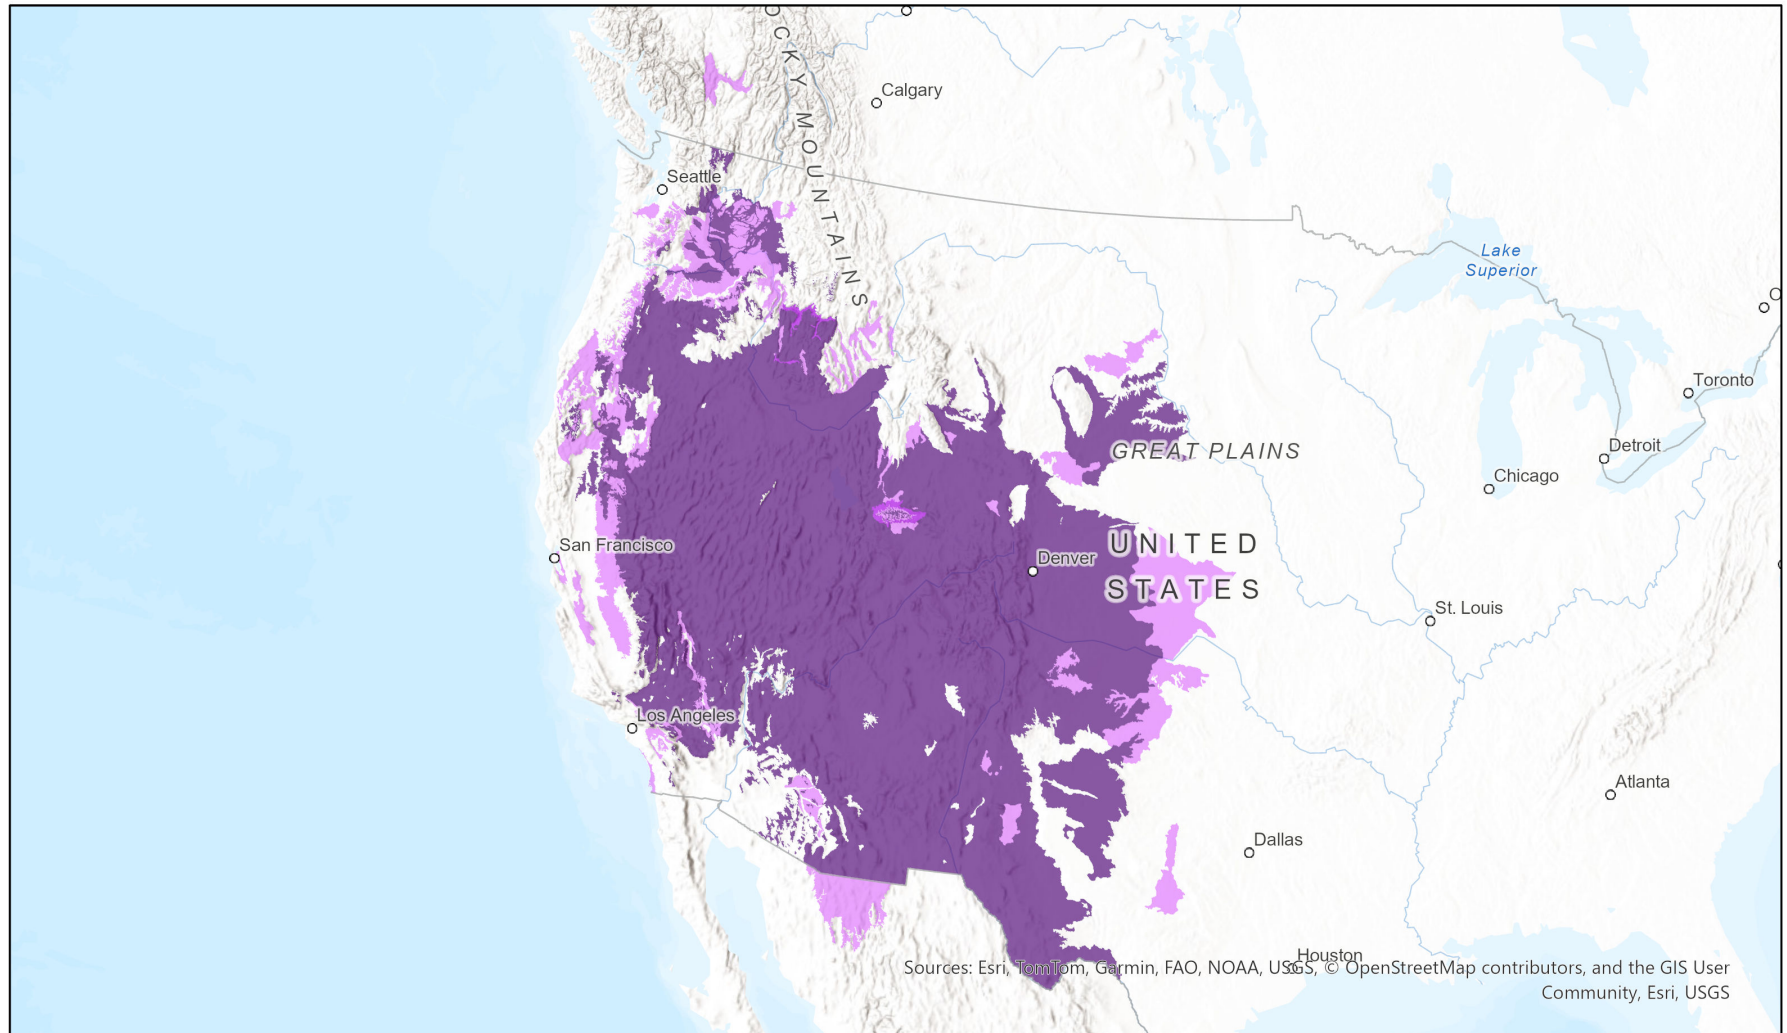 OCKY MOUNTAINS
Calgary
Seattle
Lake
Superior
Toronto
Detroit
GREAT PLAINS
Chicago
San Francisco
UNITED
Denver
STATES
St. Louis
Los Angeles
Atlanta
Dallas
Houston
Sources: Esri, TomTom, Garmin, FAO, NOAA, USGS, © OpenStreetMap contributors, and the GIS User
Community, Esri, USGS